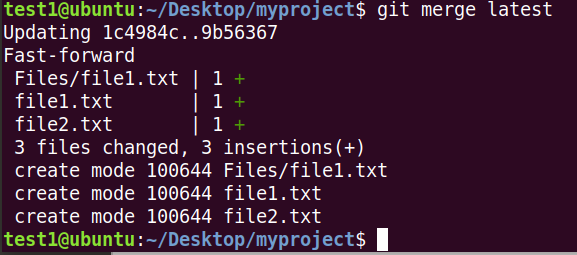 test1@ubuntu:~/Desktop/myproject$ git merge latest
Updating 1c4984c..9b56367
Fast-forward
 Files/file1.txt | 1 +
 file1.txt       | 1 +
 file2.txt       | 1 +
 3 files changed, 3 insertions(+)
 create mode 100644 Files/file1.txt
 create mode 100644 file1.txt
 create mode 100644 file2.txt
test1@ubuntu:~/Desktop/myproject$